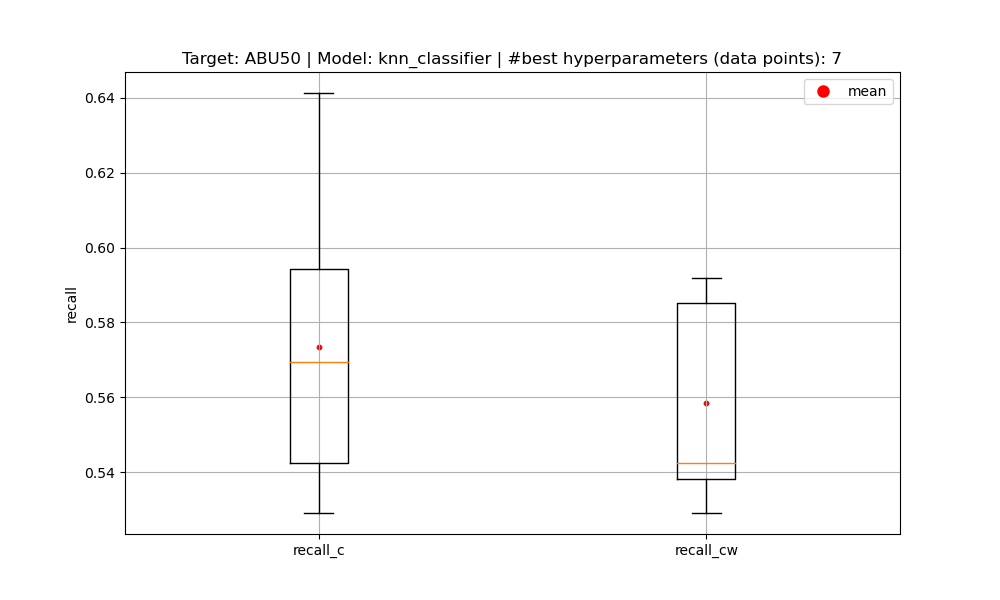 Target: ABU50 | Model: knn_classifier | #best hyperparameters (data points): 7
mean
0.64
0.62
0.60
0.58
0.56
0.54
recall
recall_c
recall_cw